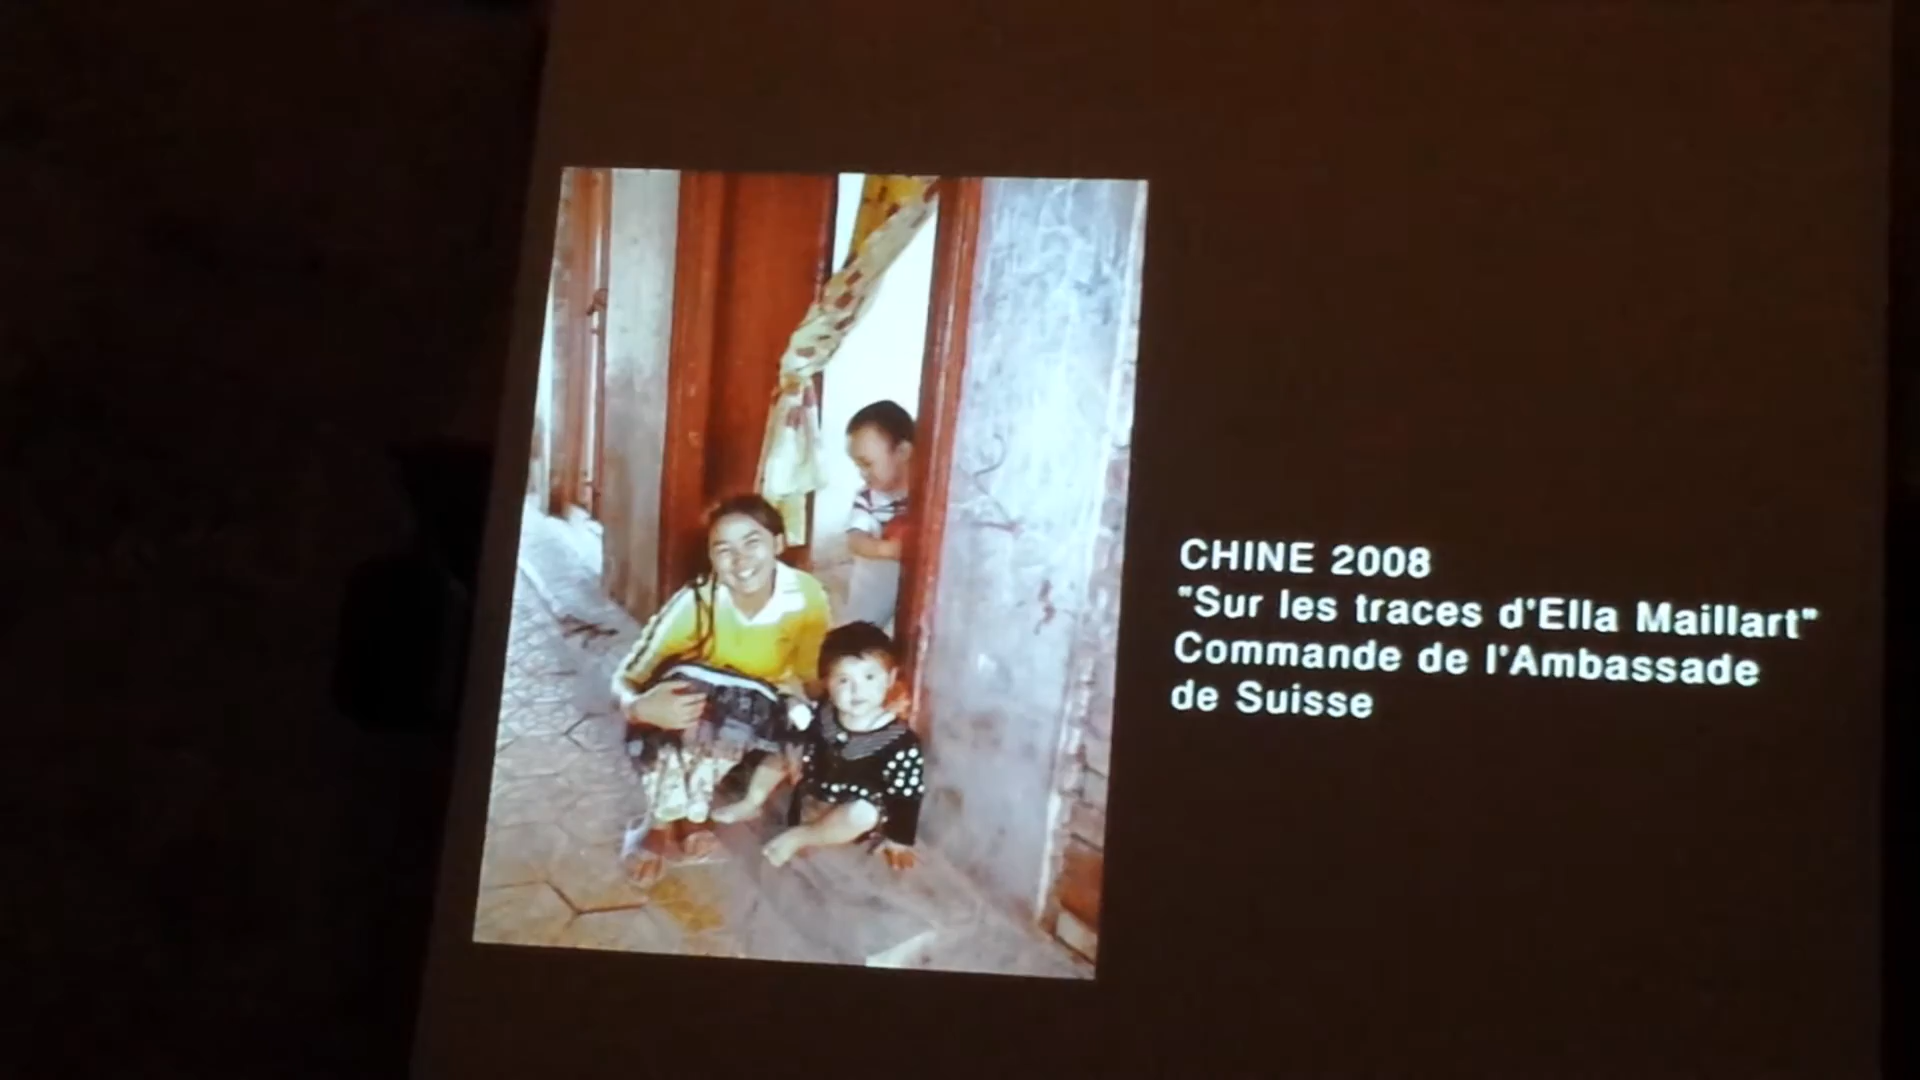 CHINE 2008
"Sur les traces d'Ella Maillart"
Commande de l'Ambassade
de Suisse